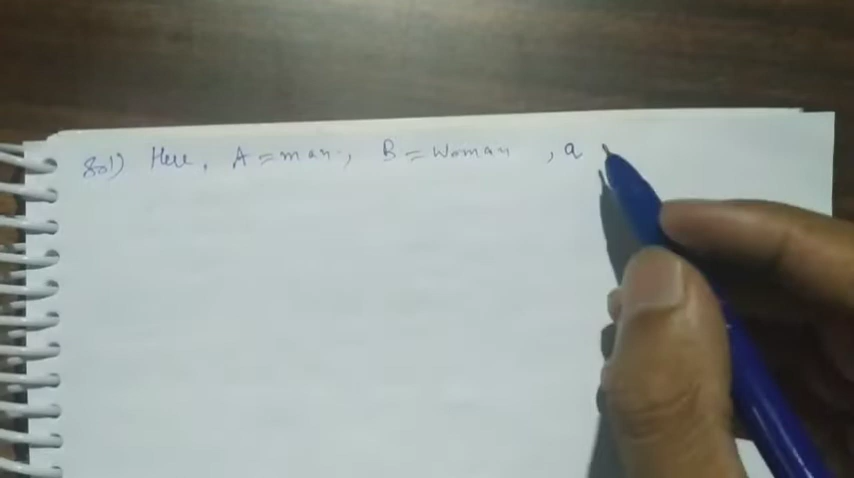 Sol) Here, A = man, B = Woman, a